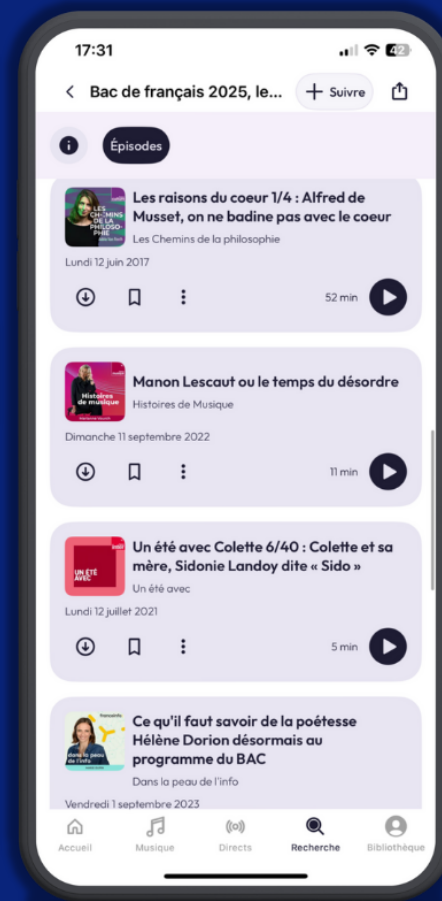 17:31
42
Bac de français 2025, le...
+ Suivre
i
Épisodes
LES CHEMINS
DE LA
PHILOSO-
PHIE
Les raisons du coeur 1/4 : Alfred de
Musset, on ne badine pas avec le coeur
Les Chemins de la philosophie
Lundi 12 juin 2017
52 min
Histoires
de musique
Manon Lescaut ou le temps du désordre
Histoires de Musique
Dimanche 11 septembre 2022
11 min
UN ÉTÉ
AVEC
Un été avec Colette 6/40 : Colette et sa
mère, Sidonie Landoy dite « Sido »
Un été avec
Lundi 12 juillet 2021
5 min
franceinfo
dans la peau
de l'info
Ce qu'il faut savoir de la poétesse
Hélène Dorion désormais au
programme du BAC
Dans la peau de l'info
Vendredi 1 septembre 2023
Accueil
Musique
Directs
Recherche
Bibliothèque